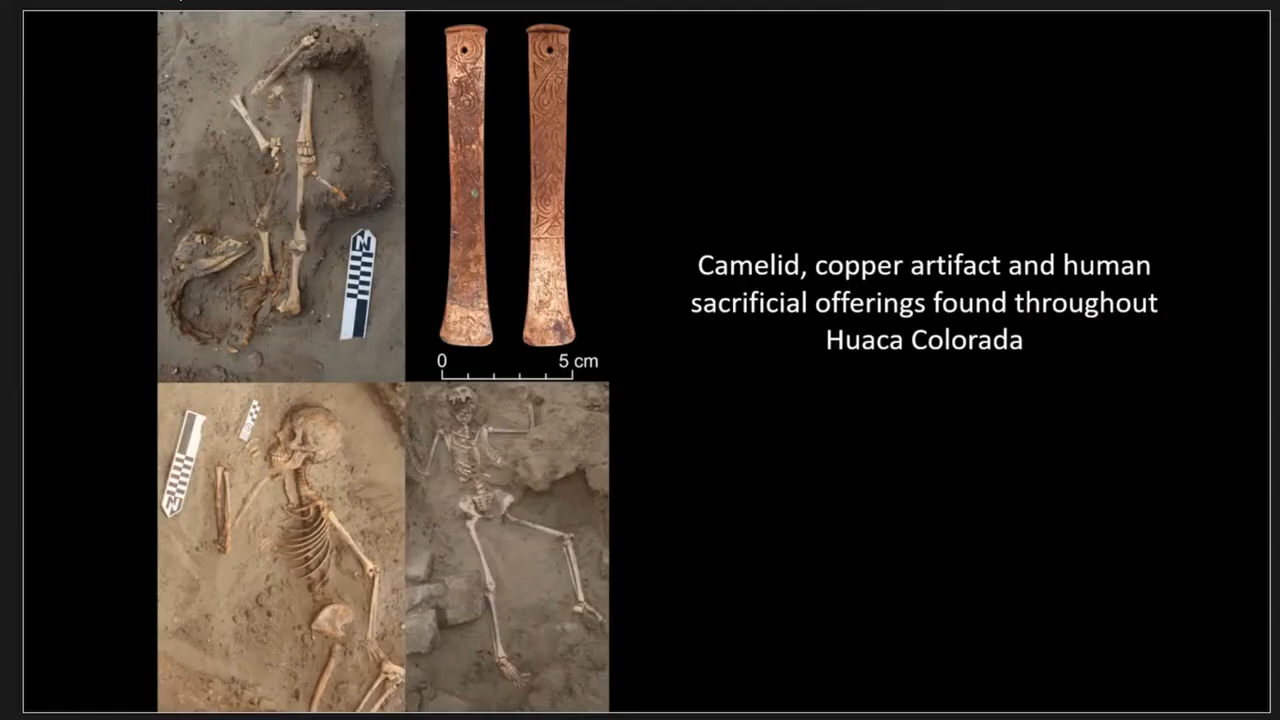 N
0 5 cm
Camelid, copper artifact and human
sacrificial offerings found throughout
Huaca Colorada
N